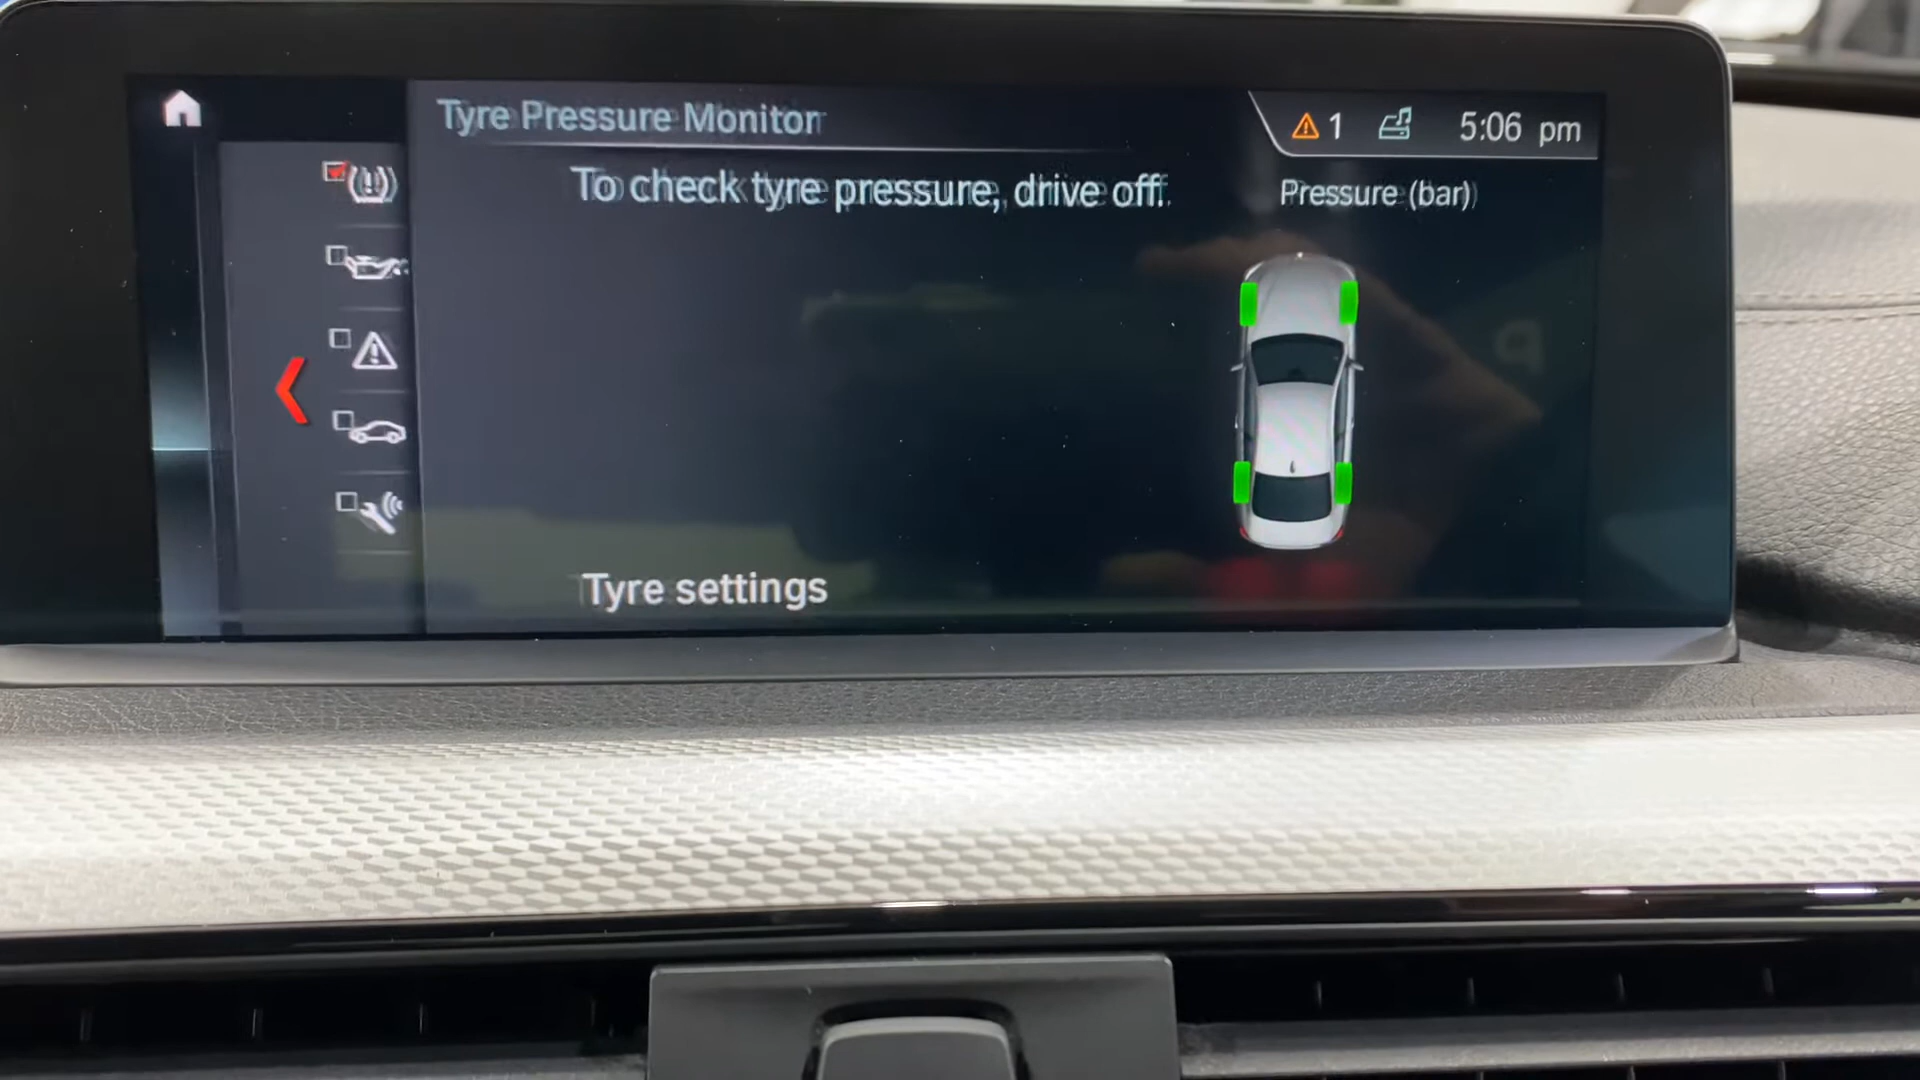 Tyre Pressure Monitor
1 5:06 pm
To check tyre pressure, drive off.
Pressure (bar)
Tyre settings